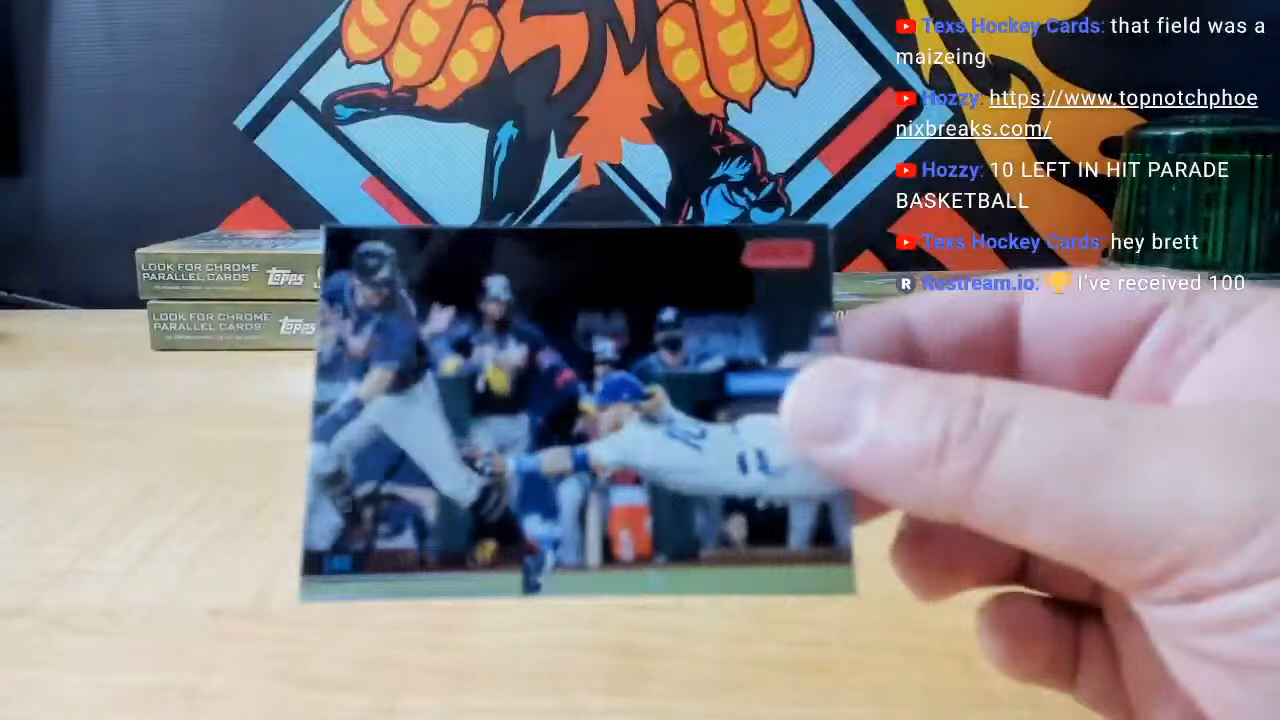 Texs Hockey Cards: that field was a
maizeing
Hozzy: https://www.topnotchphoe
nixbreaks.com/
Hozzy: 10 LEFT IN HIT PARADE
BASKETBALL
Texs Hockey Cards: hey brett
R Restream.io: 🏆 I've received 100
LOOK FOR CHROME
PARALLEL CARDS topps
LOOK FOR CHROME
PARALLEL CARDS topps